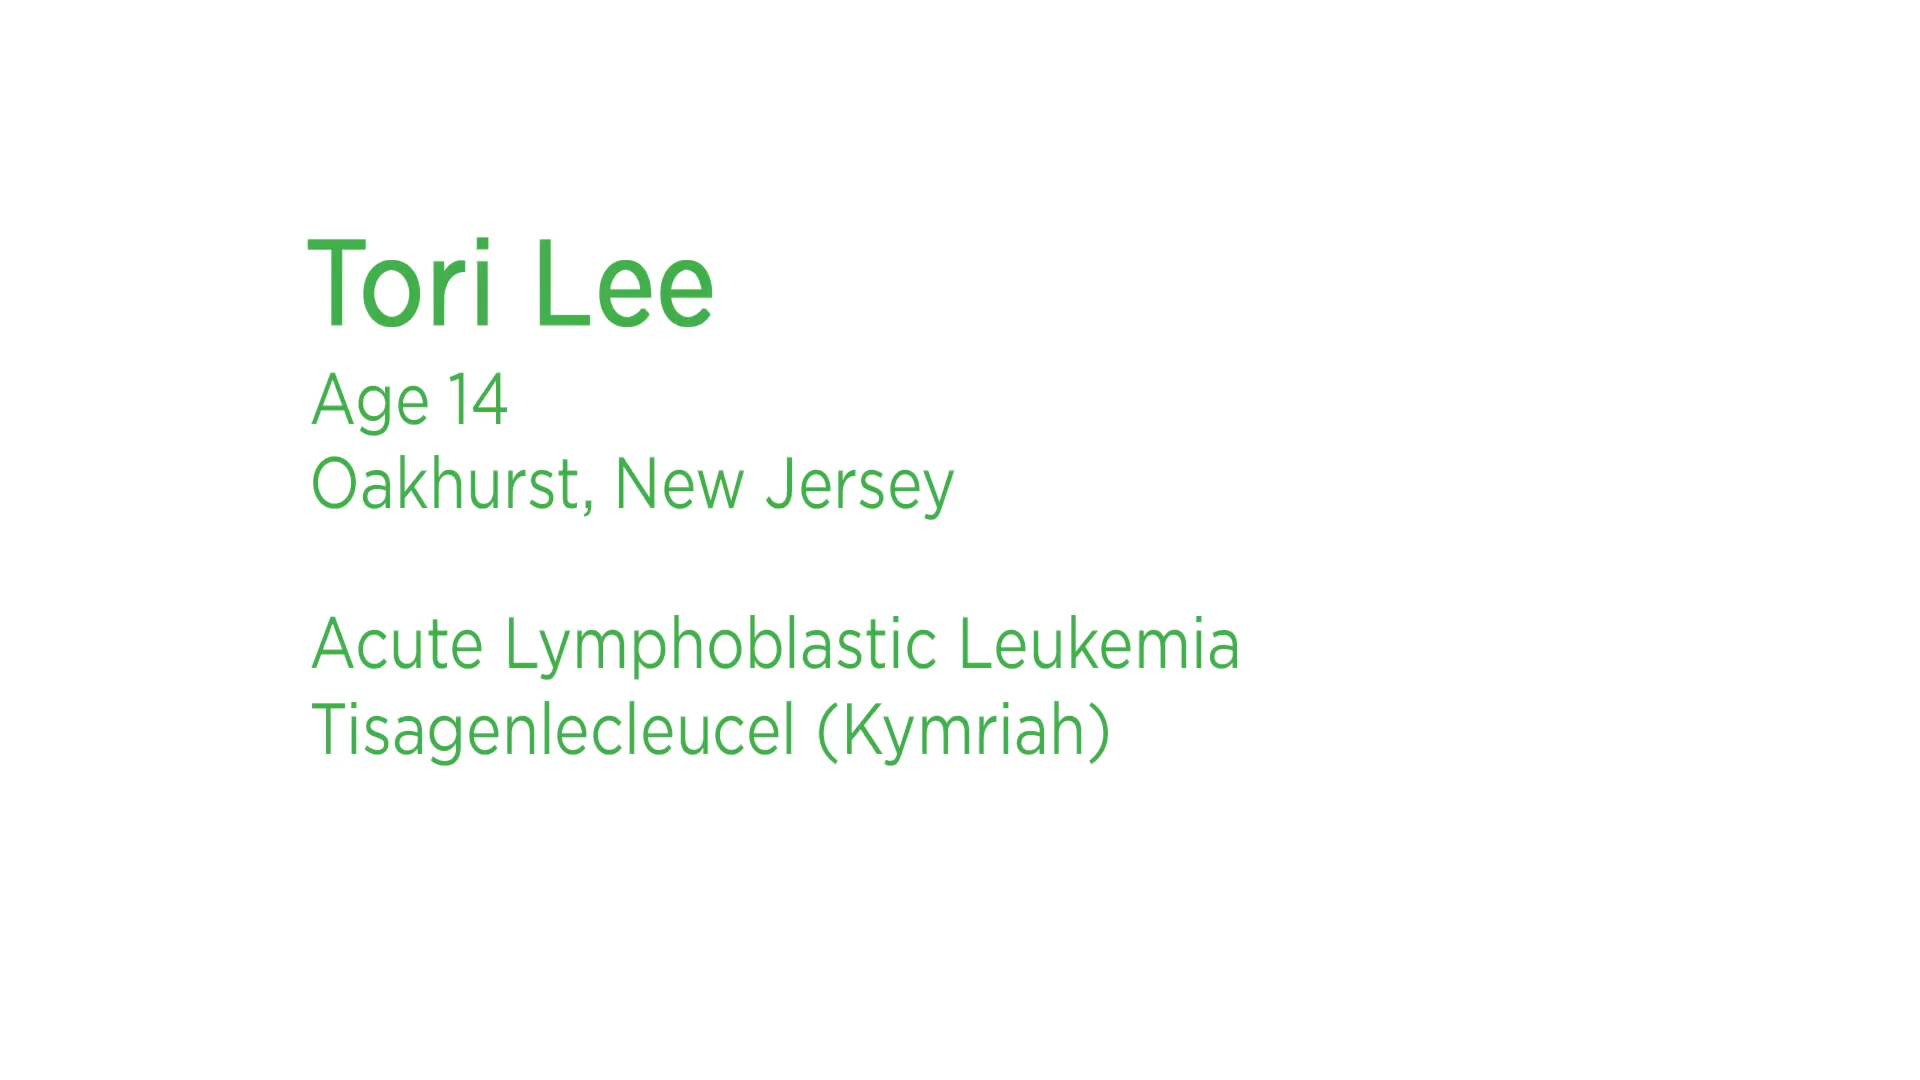 Tori Lee
Age 14
Oakhurst, New Jersey
Acute Lymphoblastic Leukemia
Tisagenlecleucel (Kymriah)